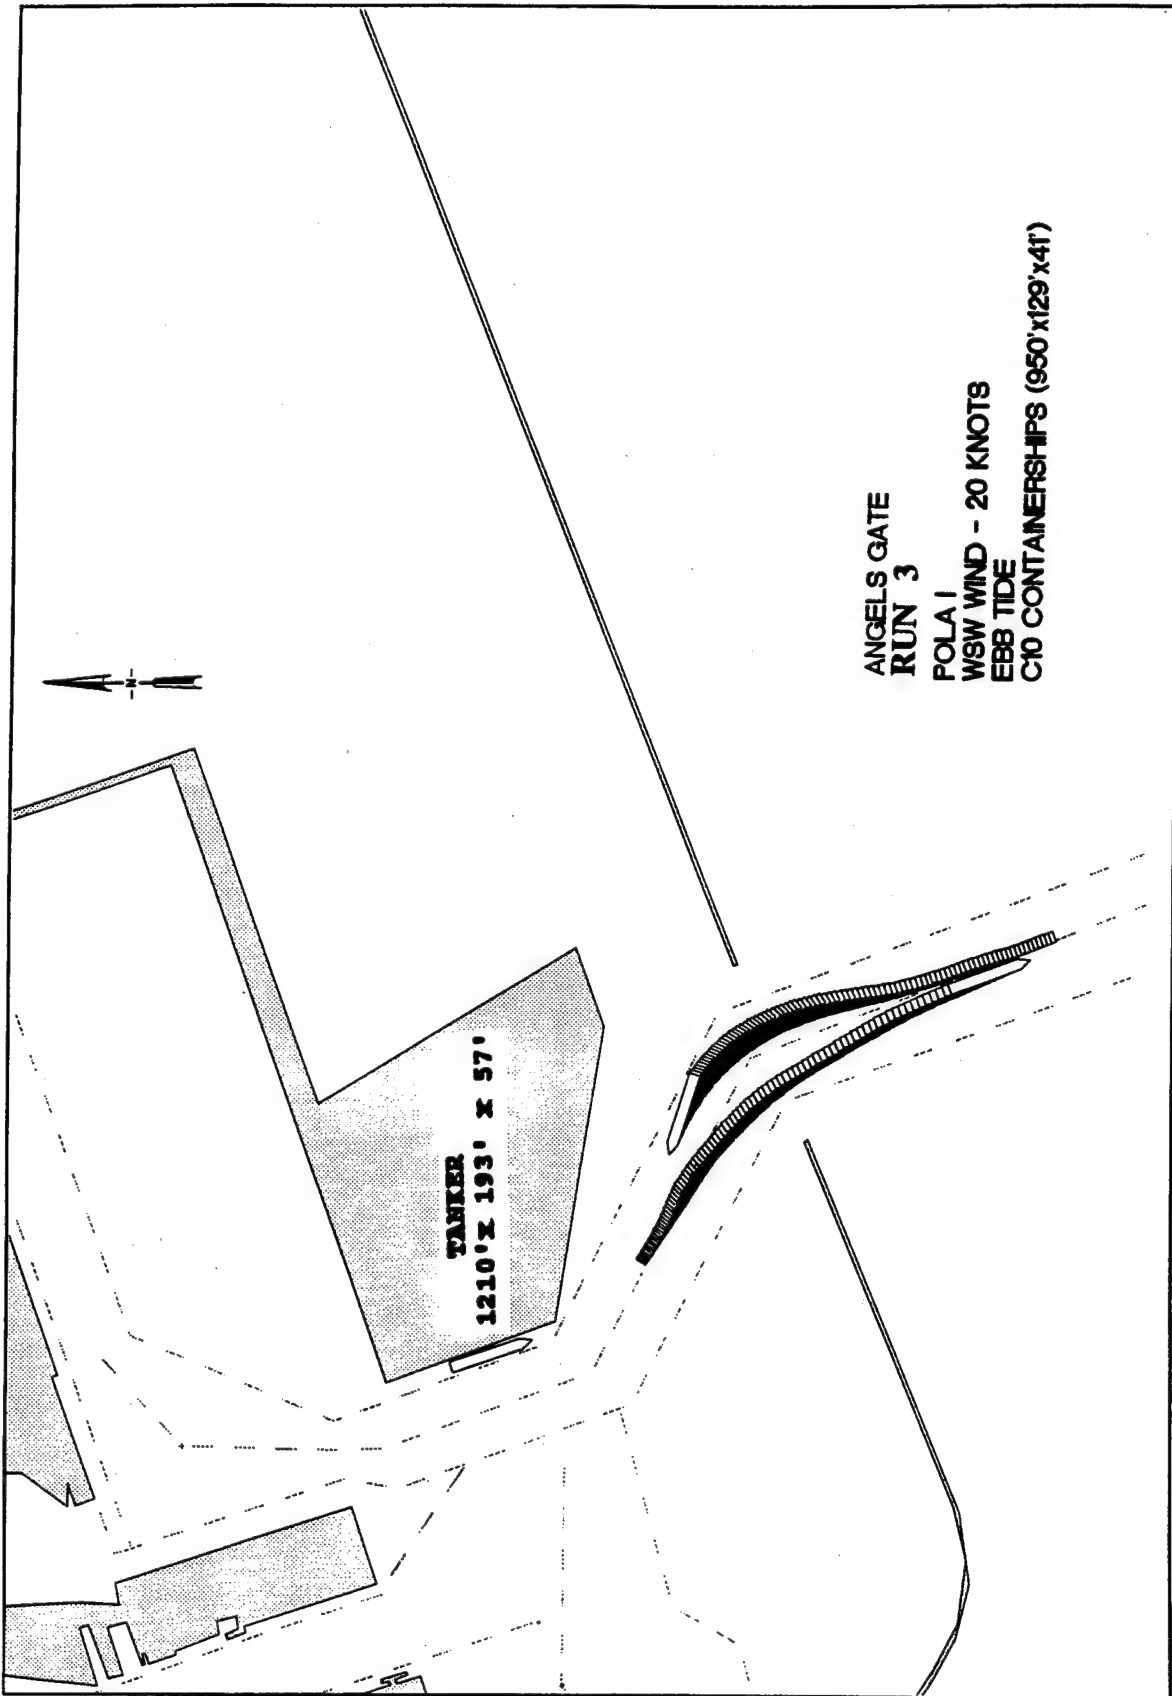 TANKER
1210'x 193' x 57'
N
ANGELS GATE
RUN 3
POLA I
WSW WIND - 20 KNOTS
EBB TIDE
C10 CONTAINERSHIPS (950'x129'x41')